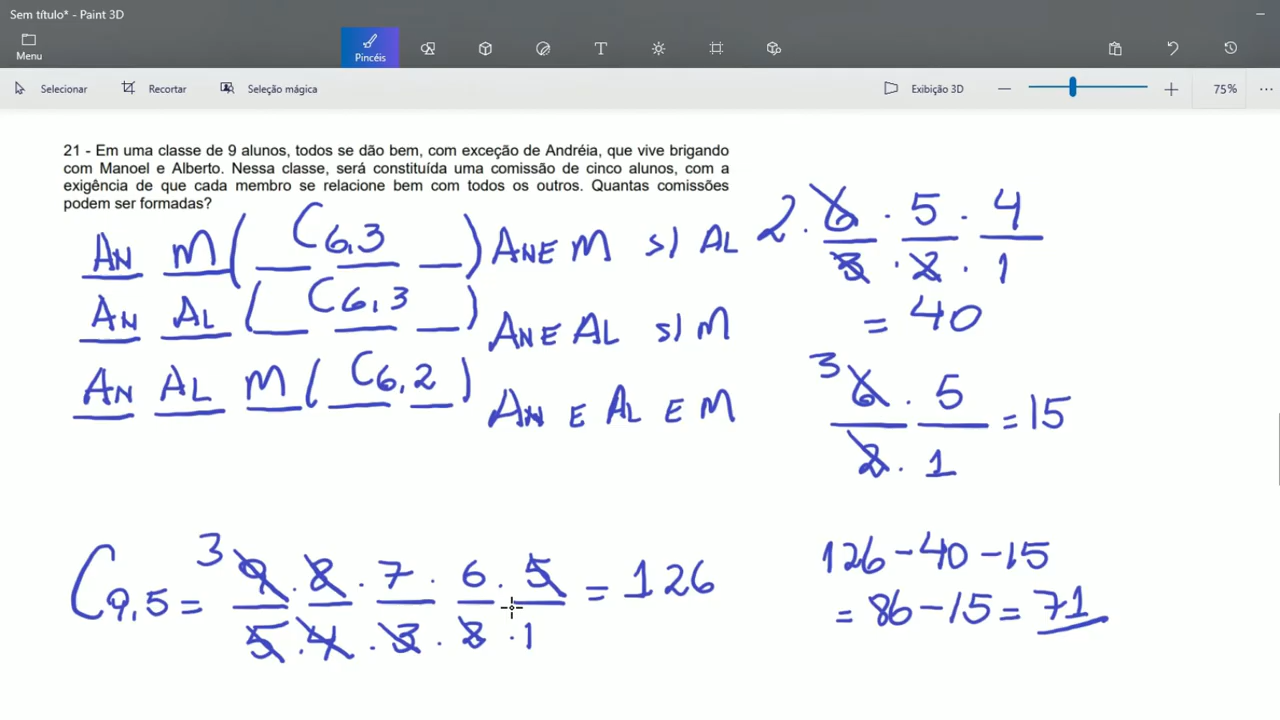 Sem título* - Paint 3D
Menu
Pincéis
Selecionar
Recortar
Seleção mágica
Exibição 3D
75%
21 - Em uma classe de 9 alunos, todos se dão bem, com exceção de Andréia, que vive brigando
com Manoel e Alberto. Nessa classe, será constituída uma comissão de cinco alunos, com a
exigência de que cada membro se relacione bem com todos os outros. Quantas comissões
podem ser formadas?
AN M ( C6,3 ) AN E M s/ AL
AN AL ( C6,3 ) AN E AL s/ M
AN AL M ( C6,2 ) AN E AL E M
2 . 6 . 5 . 4
3 . 2 . 1
= 40
3 6 . 5
2 . 1 = 15
C9,5 = 3 9 . 8 . 7 . 6 . 5 = 126
5 . 4 . 3 . 2 . 1
126 - 40 - 15
= 86 - 15 = 71